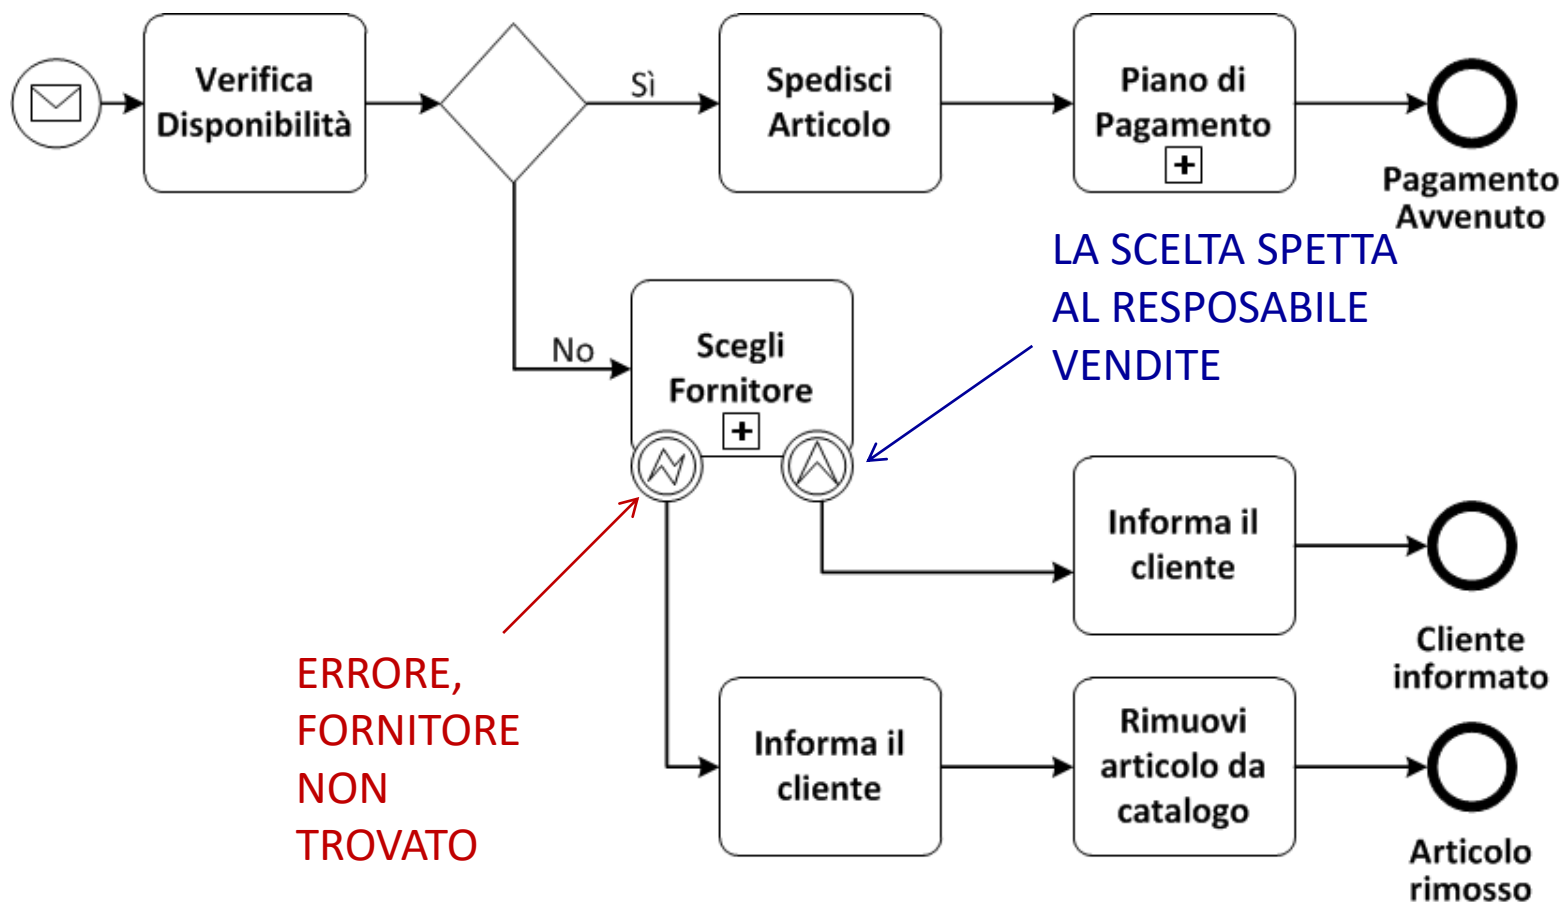 Verifica
Disponibilità
Sì
Spedisci
Articolo
Piano di
Pagamento
Pagamento
Avvenuto
LA SCELTA SPETTA
AL RESPOSABILE
VENDITE
No
Scegli
Fornitore
Informa il
cliente
Cliente
informato
ERRORE,
FORNITORE
NON
TROVATO
Informa il
cliente
Rimuovi
articolo da
catalogo
Articolo
rimosso